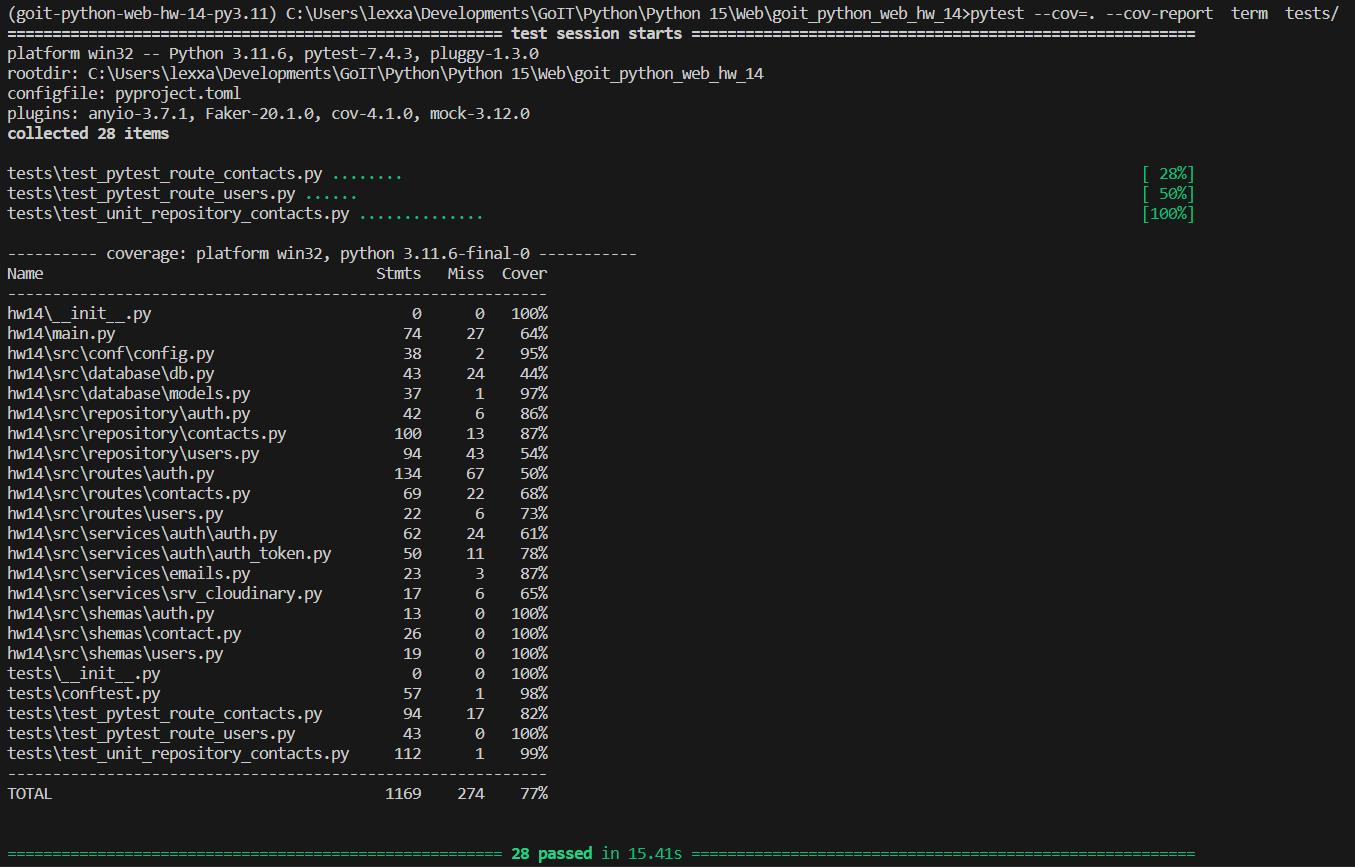 (goit-python-web-hw-14-py3.11) C:\Users\lexxa\Developments\GoIT\Python\Python 15\Web\goit_python_web_hw_14>pytest --cov=. --cov-report  term  tests/
======================================================= test session starts ========================================================
platform win32 -- Python 3.11.6, pytest-7.4.3, pluggy-1.3.0
rootdir: C:\Users\lexxa\Developments\GoIT\Python\Python 15\Web\goit_python_web_hw_14
configfile: pyproject.toml
plugins: anyio-3.7.1, Faker-20.1.0, cov-4.1.0, mock-3.12.0
collected 28 items
tests\test_pytest_route_contacts.py ........ [ 28%]
tests\test_pytest_route_users.py ...... [ 50%]
tests\test_unit_repository_contacts.py .............. [100%]
---------- coverage: platform win32, python 3.11.6-final-0 -----------
Name                                     Stmts   Miss  Cover
------------------------------------------------------------
hw14\__init__.py                             0      0   100%
hw14\main.py                                74     27    64%
hw14\src\conf\config.py                     38      2    95%
hw14\src\database\db.py                     43     24    44%
hw14\src\database\models.py                 37      1    97%
hw14\src\repository\auth.py                 42      6    86%
hw14\src\repository\contacts.py            100     13    87%
hw14\src\repository\users.py                94     43    54%
hw14\src\routes\auth.py                    134     67    50%
hw14\src\routes\contacts.py                 69     22    68%
hw14\src\routes\users.py                    22      6    73%
hw14\src\services\auth\auth.py              62     24    61%
hw14\src\services\auth\auth_token.py        50     11    78%
hw14\src\services\emails.py                 23      3    87%
hw14\src\services\srv_cloudinary.py         17      6    65%
hw14\src\shemas\auth.py                     13      0   100%
hw14\src\shemas\contact.py                  26      0   100%
hw14\src\shemas\users.py                    19      0   100%
tests\__init__.py                            0      0   100%
tests\conftest.py                           57      1    98%
tests\test_pytest_route_contacts.py         94     17    82%
tests\test_pytest_route_users.py            43      0   100%
tests\test_unit_repository_contacts.py     112      1    99%
------------------------------------------------------------
TOTAL                                     1169    274    77%
======================================================= 28 passed in 15.41s ========================================================